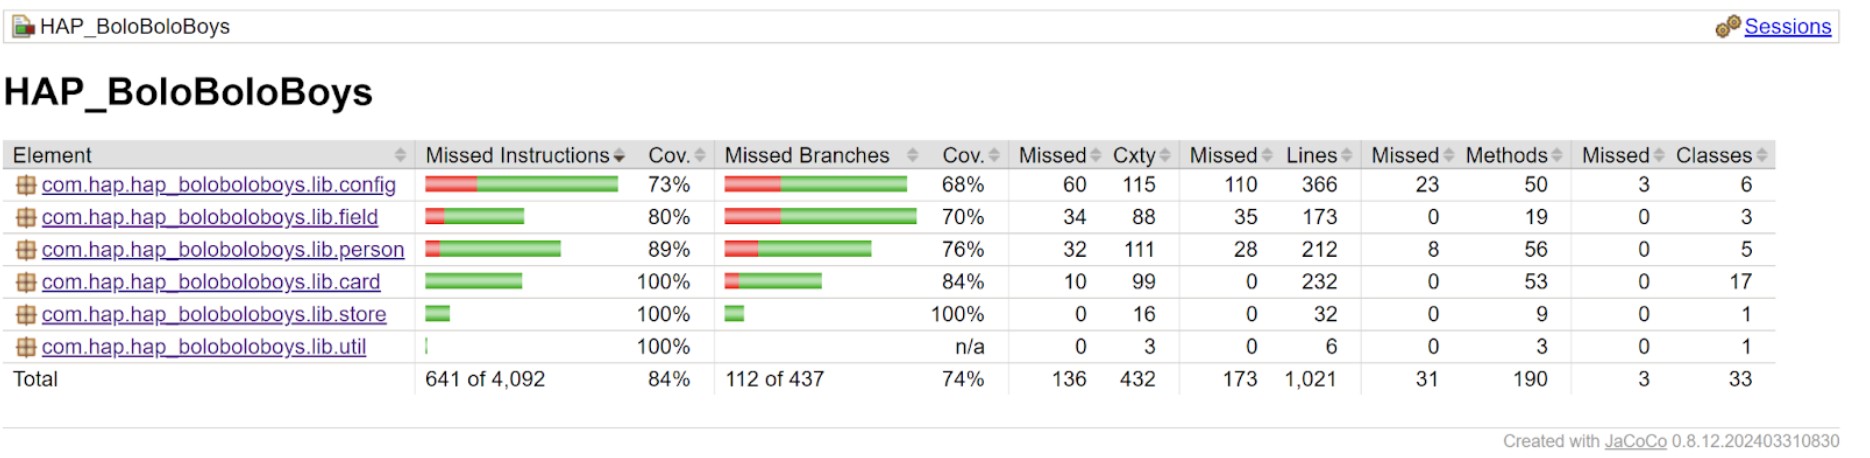 HAP_BoloBoloBoys Sessions
HAP_BoloBoloBoys
Element Missed Instructions Cov. Missed Branches Cov. Missed Cxty Missed Lines Missed Methods Missed Classes
com.hap.hap_boloboloboys.lib.config 73% 68% 60 115 110 366 23 50 3 6
com.hap.hap_boloboloboys.lib.field 80% 70% 34 88 35 173 0 19 0 3
com.hap.hap_boloboloboys.lib.person 89% 76% 32 111 28 212 8 56 0 5
com.hap.hap_boloboloboys.lib.card 100% 84% 10 99 0 232 0 53 0 17
com.hap.hap_boloboloboys.lib.store 100% 100% 0 16 0 32 0 9 0 1
com.hap.hap_boloboloboys.lib.util 100% n/a 0 3 0 6 0 3 0 1
Total 641 of 4,092 84% 112 of 437 74% 136 432 173 1,021 31 190 3 33
Created with JaCoCo 0.8.12.202403310830